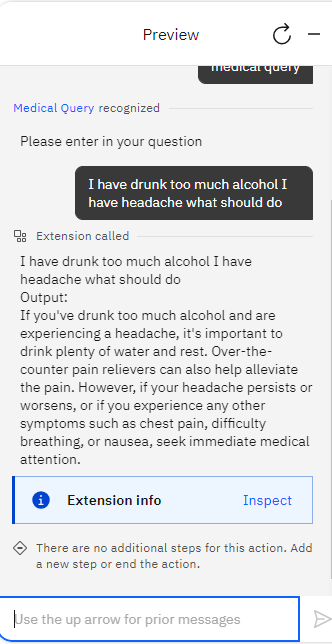 Preview
medical query
Medical Query recognized
Please enter in your question
I have drunk too much alcohol I
have headache what should do
Extension called
I have drunk too much alcohol I have
headache what should do
Output:
If you've drunk too much alcohol and are
experiencing a headache, it's important to
drink plenty of water and rest. Over-the-
counter pain relievers can also help alleviate
the pain. However, if your headache persists or
worsens, or if you experience any other
symptoms such as chest pain, difficulty
breathing, or nausea, seek immediate medical
attention.
Extension info Inspect
There are no additional steps for this action. Add
a new step or end the action.
Use the up arrow for prior messages